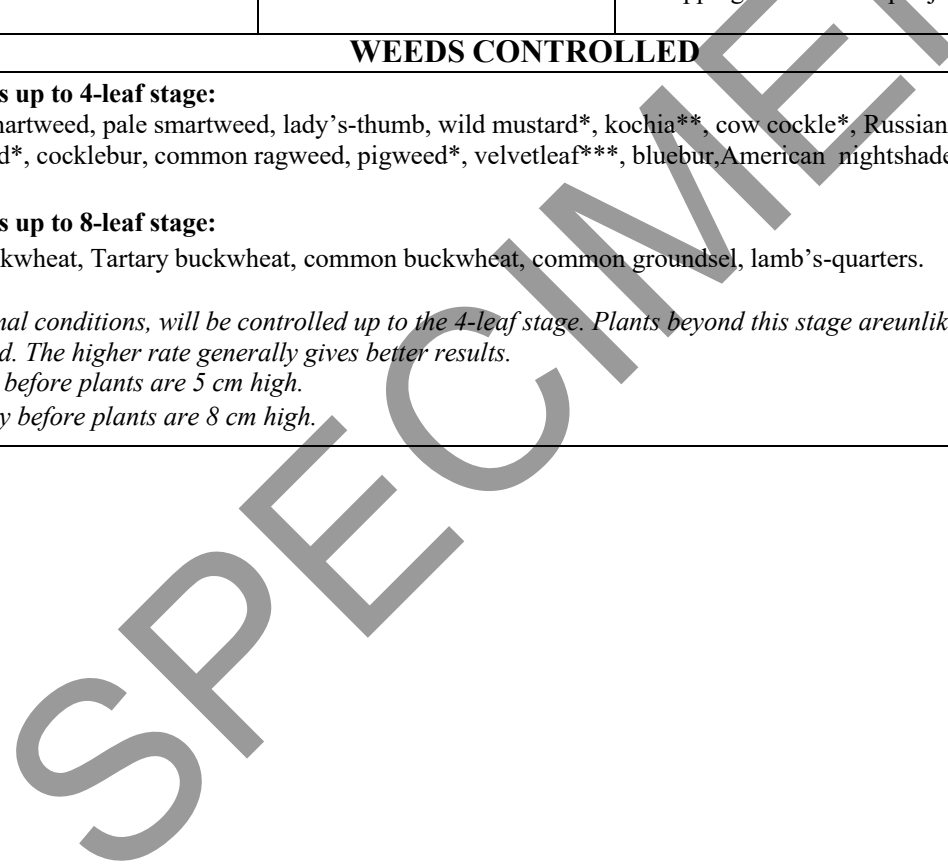 WEEDS CONTROLLED
s up to 4-leaf stage:
nartweed, pale smartweed, lady’s-thumb, wild mustard*, kochia**, cow cockle*, Russian
d*, cocklebur, common ragweed, pigweed*, velvetleaf***, bluebur,American nightshade
s up to 8-leaf stage:
kwheat, Tartary buckwheat, common buckwheat, common groundsel, lamb’s-quarters.
nal conditions, will be controlled up to the 4-leaf stage. Plants beyond this stage areunlik
d. The higher rate generally gives better results.
before plants are 5 cm high.
y before plants are 8 cm high.
SPECIMEN